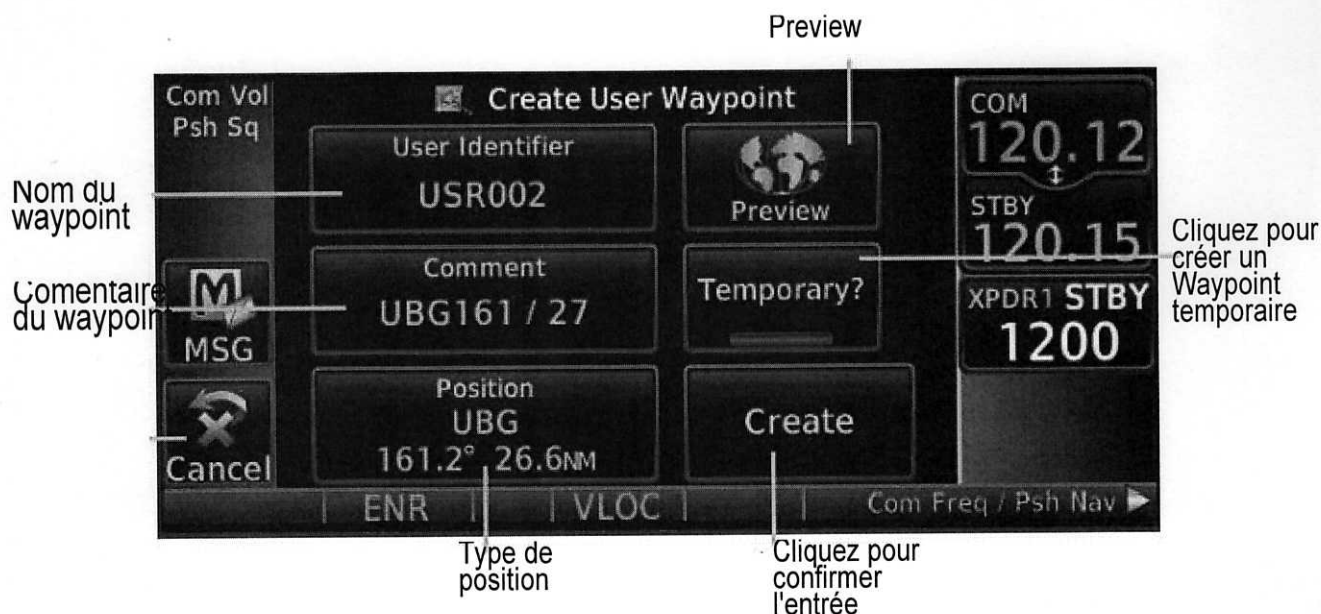 Preview
Com Vol
Psh Sq
Create User Waypoint
User Identifier
USR002
Preview
COM
120.12
STBY
120.15
Nom du
waypoint
Comment
UBG161 / 27
Temporary?
Cliquez pour
créer un
Waypoint
temporaire
Comentaire
du waypoin
MSG
XPDR1 STBY
1200
Position
UBG
161.2° 26.6NM
Create
Cancel
ENR
VLOC
Com Freq / Psh Nav
Type de
position
Cliquez pour
confirmer
l'entrée